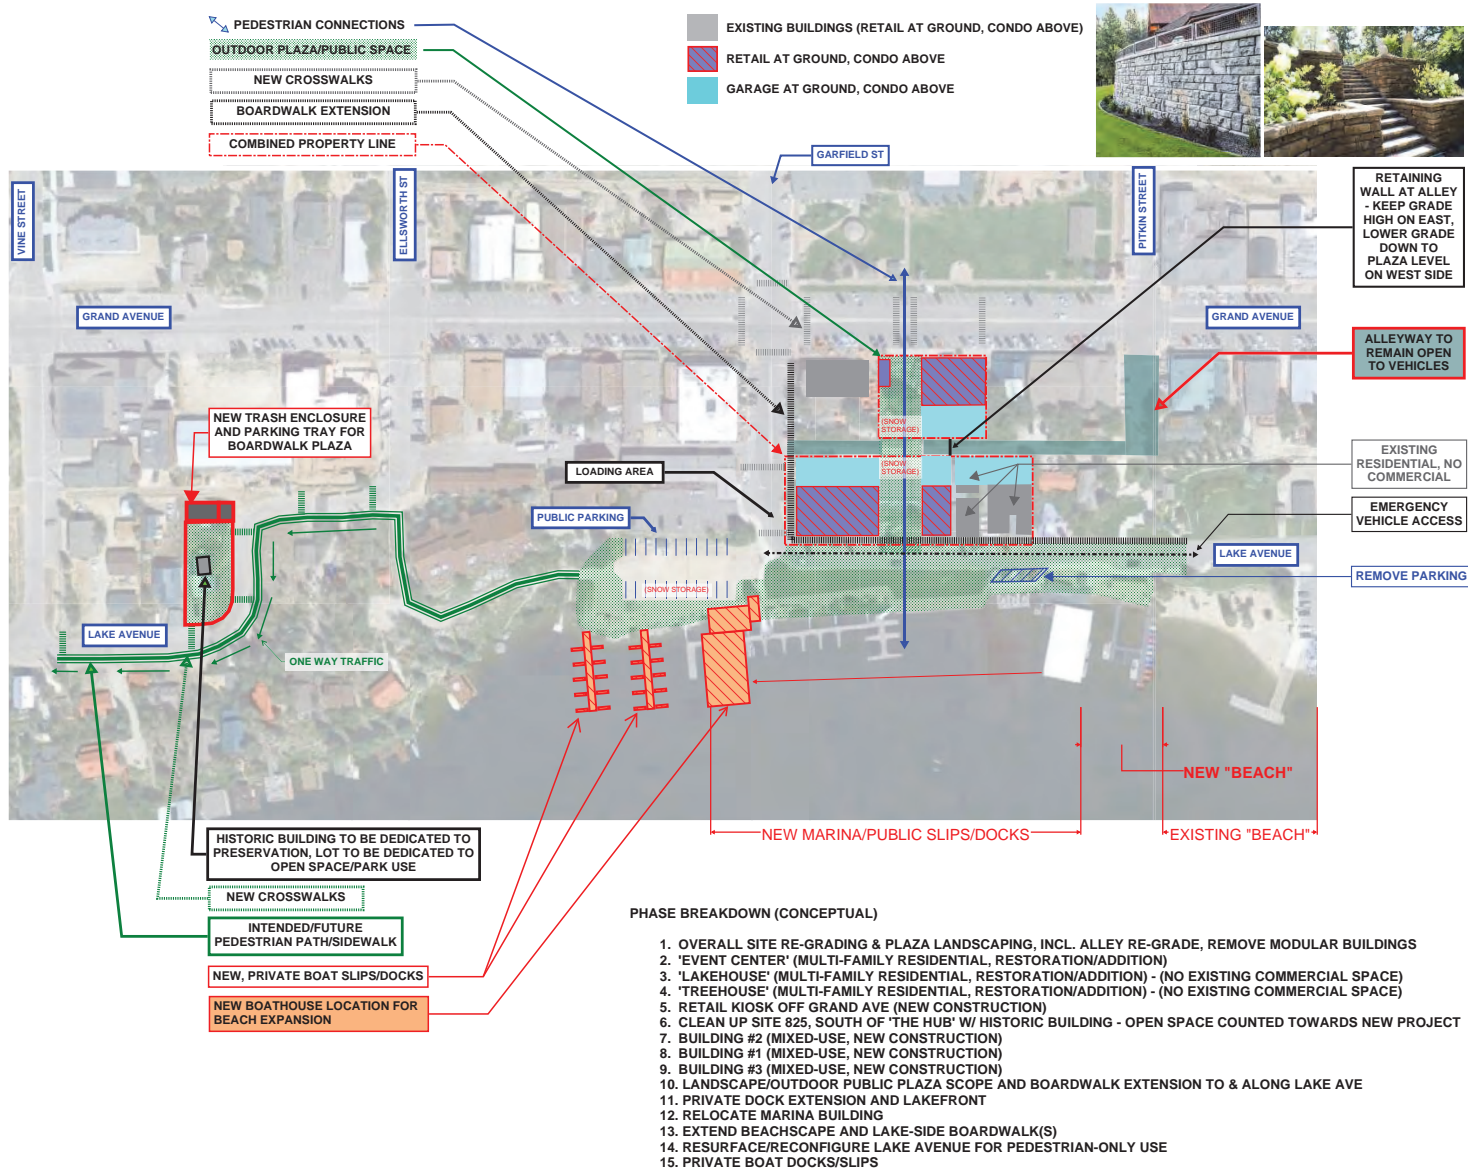 PEDESTRIAN CONNECTIONS
OUTDOOR PLAZA/PUBLIC SPACE
NEW CROSSWALKS
BOARDWALK EXTENSION
COMBINED PROPERTY LINE
EXISTING BUILDINGS (RETAIL AT GROUND, CONDO ABOVE)
RETAIL AT GROUND, CONDO ABOVE
GARAGE AT GROUND, CONDO ABOVE
GARFIELD ST
VINE STREET
ELLSWORTH ST
PITKIN STREET
RETAINING
WALL AT ALLEY
- KEEP GRADE
HIGH ON EAST,
LOWER GRADE
DOWN TO
PLAZA LEVEL
ON WEST SIDE
GRAND AVENUE
GRAND AVENUE
ALLEYWAY TO
REMAIN OPEN
TO VEHICLES
NEW TRASH ENCLOSURE
AND PARKING TRAY FOR
BOARDWALK PLAZA
(SNOW
STORAGE)
(SNOW
STORAGE)
LOADING AREA
EXISTING
RESIDENTIAL, NO
COMMERCIAL
PUBLIC PARKING
EMERGENCY
VEHICLE ACCESS
LAKE AVENUE
REMOVE PARKING
(SNOW STORAGE)
LAKE AVENUE
ONE WAY TRAFFIC
NEW "BEACH"
NEW MARINA/PUBLIC SLIPS/DOCKS
EXISTING "BEACH"
HISTORIC BUILDING TO BE DEDICATED TO
PRESERVATION, LOT TO BE DEDICATED TO
OPEN SPACE/PARK USE
NEW CROSSWALKS
INTENDED/FUTURE
PEDESTRIAN PATH/SIDEWALK
NEW, PRIVATE BOAT SLIPS/DOCKS
NEW BOATHOUSE LOCATION FOR
BEACH EXPANSION
PHASE BREAKDOWN (CONCEPTUAL)
1. OVERALL SITE RE-GRADING & PLAZA LANDSCAPING, INCL. ALLEY RE-GRADE, REMOVE MODULAR BUILDINGS
2. 'EVENT CENTER' (MULTI-FAMILY RESIDENTIAL, RESTORATION/ADDITION)
3. 'LAKEHOUSE' (MULTI-FAMILY RESIDENTIAL, RESTORATION/ADDITION) - (NO EXISTING COMMERCIAL SPACE)
4. 'TREEHOUSE' (MULTI-FAMILY RESIDENTIAL, RESTORATION/ADDITION) - (NO EXISTING COMMERCIAL SPACE)
5. RETAIL KIOSK OFF GRAND AVE (NEW CONSTRUCTION)
6. CLEAN UP SITE 825, SOUTH OF 'THE HUB' W/ HISTORIC BUILDING - OPEN SPACE COUNTED TOWARDS NEW PROJECT
7. BUILDING #2 (MIXED-USE, NEW CONSTRUCTION)
8. BUILDING #1 (MIXED-USE, NEW CONSTRUCTION)
9. BUILDING #3 (MIXED-USE, NEW CONSTRUCTION)
10. LANDSCAPE/OUTDOOR PUBLIC PLAZA SCOPE AND BOARDWALK EXTENSION TO & ALONG LAKE AVE
11. PRIVATE DOCK EXTENSION AND LAKEFRONT
12. RELOCATE MARINA BUILDING
13. EXTEND BEACHSCAPE AND LAKE-SIDE BOARDWALK(S)
14. RESURFACE/RECONFIGURE LAKE AVENUE FOR PEDESTRIAN-ONLY USE
15. PRIVATE BOAT DOCKS/SLIPS